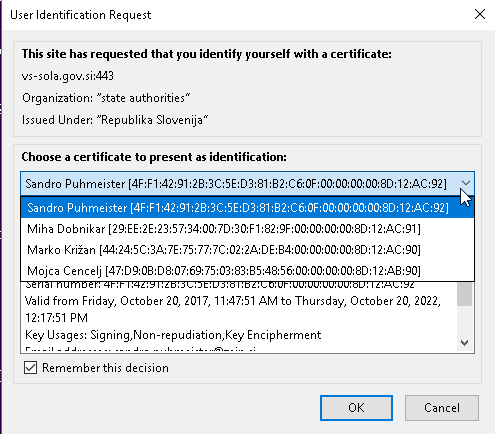 User Identification Request
This site has requested that you identify yourself with a certificate:
vs-sola.gov.si:443
Organization: "state authorities"
Issued Under: "Republika Slovenija"
Choose a certificate to present as identification:
Sandro Puhmeister [4F:F1:42:91:2B:3C:5E:D3:81:B2:C6:0F:00:00:00:00:8D:12:AC:92]
Sandro Puhmeister [4F:F1:42:91:2B:3C:5E:D3:81:B2:C6:0F:00:00:00:00:8D:12:AC:92]
Miha Dobnikar [29:EE:2E:23:57:34:00:7D:30:F1:82:9F:00:00:00:00:8D:12:AC:91]
Marko Križan [44:24:5C:3A:7E:75:77:7C:02:2A:DE:B4:00:00:00:00:8D:12:AC:90]
Mojca Cencelj [47:D9:0B:D8:07:69:75:03:83:B5:48:56:00:00:00:00:8D:12:AB:90]
Serial number: 4F:F1:42:91:2B:3C:5E:D3:81:B2:C6:0F:00:00:00:00:8D:12:AC:92
Valid from Friday, October 20, 2017, 11:47:51 AM to Thursday, October 20, 2022,
12:17:51 PM
Key Usages: Signing,Non-repudiation,Key Encipherment
Email addresses: sandro.puhmeister@
Remember this decision
OK
Cancel